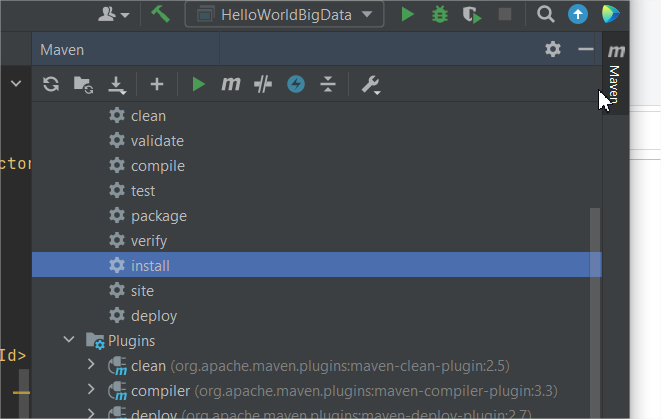 HelloWorldBigData
Maven
m
Maven
m
clean
validate
compile
ctor
test
package
verify
install
site
deploy
Plugins
Id>
clean (org.apache.maven.plugins:maven-clean-plugin:2.5)
compiler (org.apache.maven.plugins:maven-compiler-plugin:3.3)
deploy (org.apache.maven.plugins:maven-deploy-plugin:2.7)